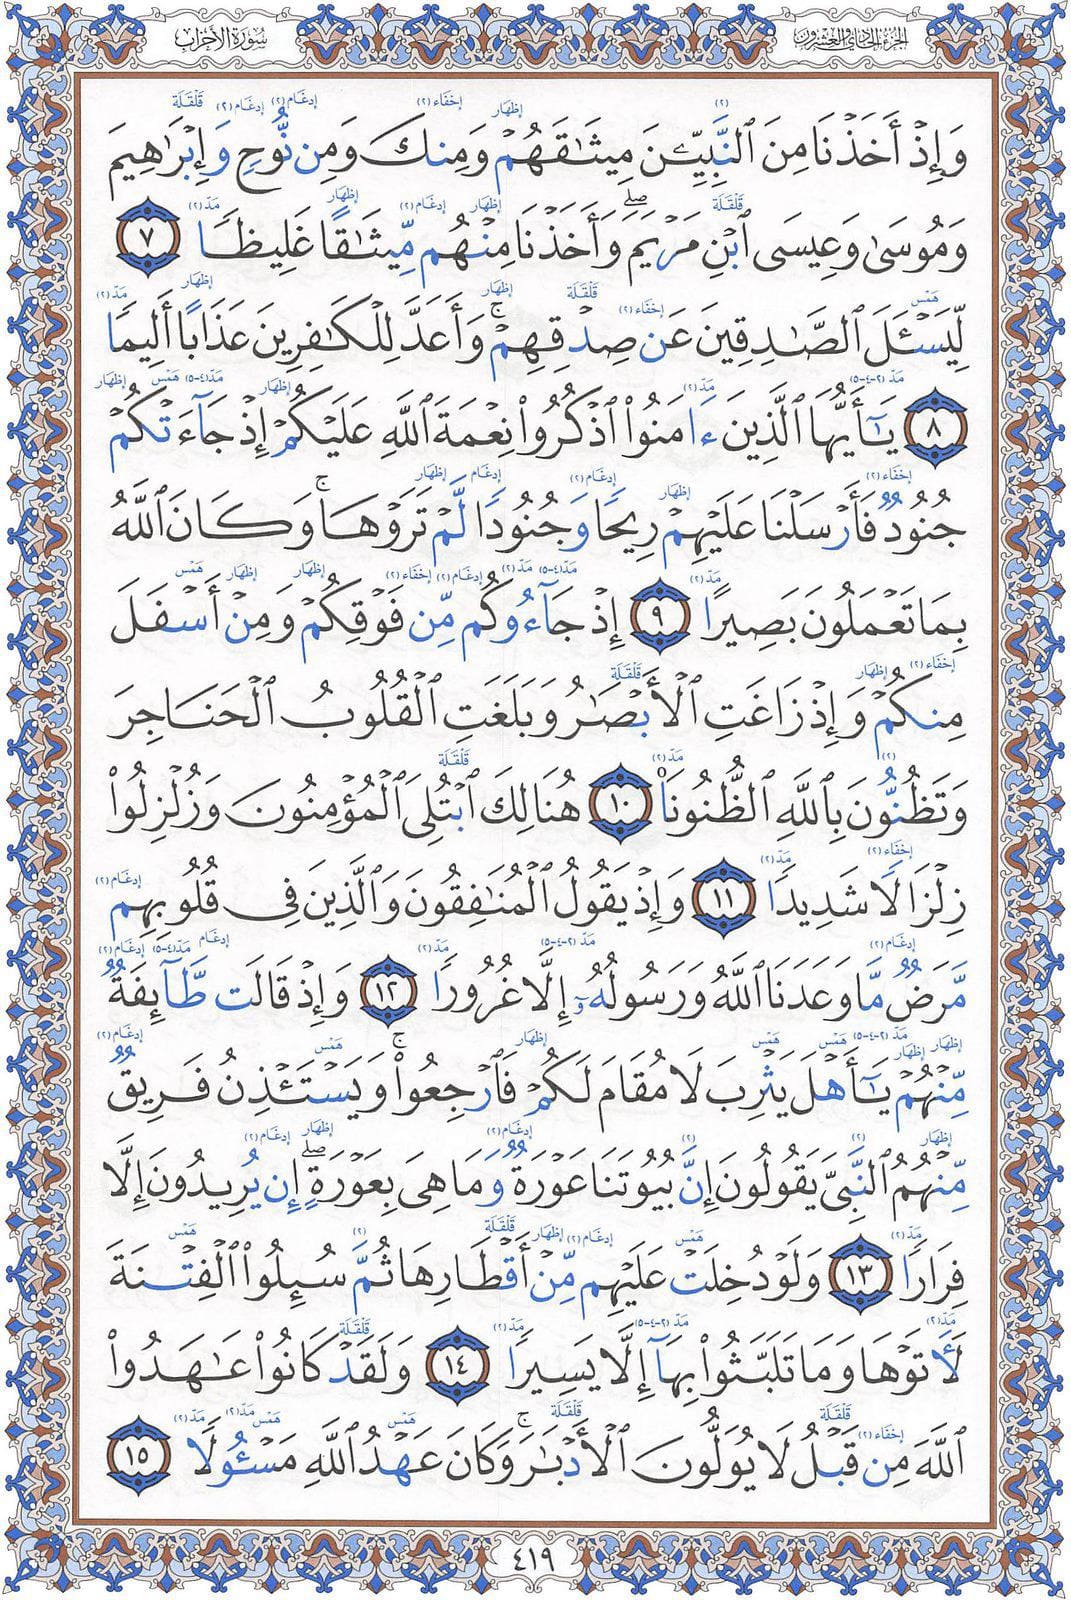 الجزء الحادي والعشرون سورة الأحزاب
وَإِذْ أَخَذْنَا مِنَ ٱلنَّبِيِّـۧنَ مِيثَٰقَهُمْ وَمِنكَ وَمِن نُّوحٍ وَإِبْرَٰهِيمَ
وَمُوسَىٰ وَعِيسَى ٱبْنِ مَرْيَمَ ۖ وَأَخَذْنَا مِنْهُم مِّيثَٰقًا غَلِيظًا ٧
لِّيَسْـَٔلَ ٱلصَّٰدِقِينَ عَن صِدْقِهِمْ ۚ وَأَعَدَّ لِلْكَٰفِرِينَ عَذَابًا أَلِيمًا
٨ يَٰٓأَيُّهَا ٱلَّذِينَ ءَامَنُوا۟ ٱذْكُرُوا۟ نِعْمَةَ ٱللَّهِ عَلَيْكُمْ إِذْ جَآءَتْكُمْ
جُنُودٌ فَأَرْسَلْنَا عَلَيْهِمْ رِيحًا وَجُنُودًا لَّمْ تَرَوْهَا ۚ وَكَانَ ٱللَّهُ
بِمَا تَعْمَلُونَ بَصِيرًا ٩ إِذْ جَآءُوكُم مِّن فَوْقِكُمْ وَمِنْ أَسْفَلَ
مِنكُمْ وَإِذْ زَاغَتِ ٱلْأَبْصَٰرُ وَبَلَغَتِ ٱلْقُلُوبُ ٱلْحَنَاجِرَ
وَتَظُنُّونَ بِٱللَّهِ ٱلظُّنُونَا۠ ١٠ هُنَالِكَ ٱبْتُلِىَ ٱلْمُؤْمِنُونَ وَزُلْزِلُوا۟
زِلْزَالًا شَدِيدًا ١١ وَإِذْ يَقُولُ ٱلْمُنَٰفِقُونَ وَٱلَّذِينَ فِى قُلُوبِهِم
مَّرَضٌ مَّا وَعَدَنَا ٱللَّهُ وَرَسُولُهُۥٓ إِلَّا غُرُورًا ١٢ وَإِذْ قَالَت طَّآئِفَةٌ
مِّنْهُمْ يَٰٓأَهْلَ يَثْرِبَ لَا مُقَامَ لَكُمْ فَٱرْجِعُوا۟ ۚ وَيَسْتَـْٔذِنُ فَرِيقٌ
مِّنْهُمُ ٱلنَّبِىَّ يَقُولُونَ إِنَّ بُيُوتَنَا عَوْرَةٌ وَمَا هِىَ بِعَوْرَةٍ ۖ إِن يُرِيدُونَ إِلَّا
فِرَارًا ١٣ وَلَوْ دُخِلَتْ عَلَيْهِم مِّنْ أَقْطَارِهَا ثُمَّ سُئِلُوا۟ ٱلْفِتْنَةَ
لَـَٔاتَوْهَا وَمَا تَلَبَّثُوا۟ بِهَآ إِلَّا يَسِيرًا ١٤ وَلَقَدْ كَانُوا۟ عَٰهَدُوا۟
ٱللَّهَ مِن قَبْلُ لَا يُوَلُّونَ ٱلْأَدْبَٰرَ ۚ وَكَانَ عَهْدُ ٱللَّهِ مَسْـُٔولًا ١٥
٤١٩